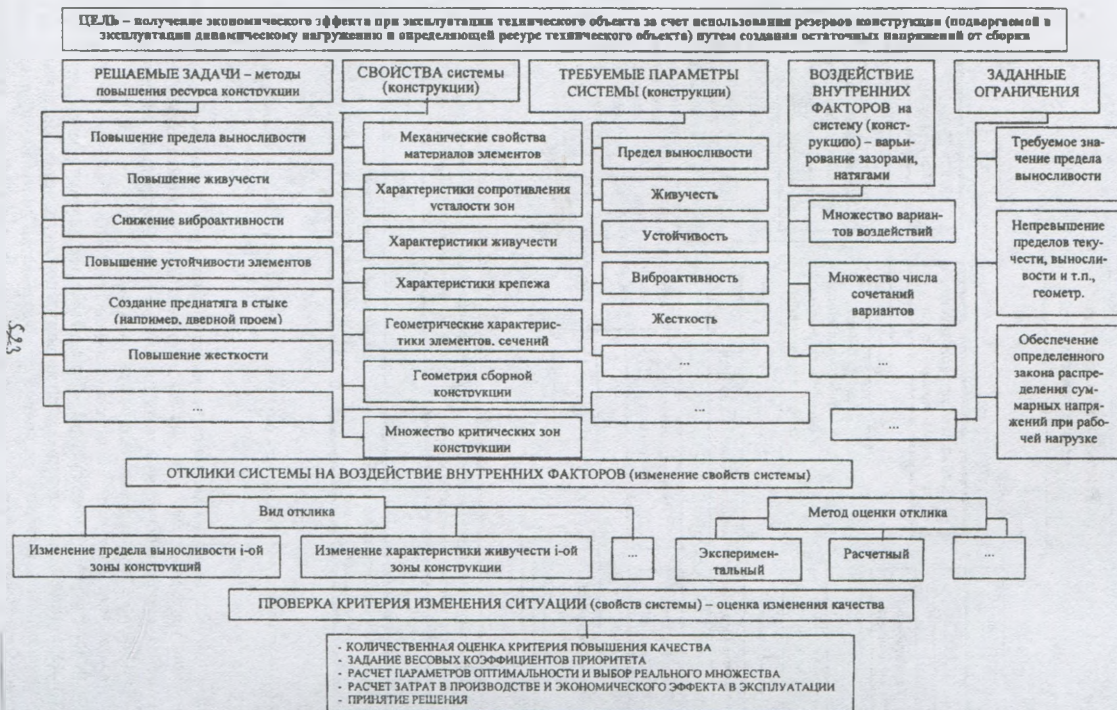 ЦЕЛЬ – получение экономического эффекта при эксплуатации технического объекта за счет использования резервов конструкции (подвергаемой в
эксплуатации динамическому нагружению и определяющей ресурс технического объекта) путем создания остаточных напряжений от сборки
РЕШАЕМЫЕ ЗАДАЧИ – методы
повышения ресурса конструкции
Повышение предела выносливости
Повышение живучести
Снижение виброактивности
Повышение устойчивости элементов
Создание преднатяга в стыке
(например, дверной проем)
Повышение жесткости
...
СВОЙСТВА системы
(конструкции)
Механические свойства
материалов элементов
Характеристики сопротивления
усталости зон
Характеристики живучести
Характеристики крепежа
Геометрические характерис-
тики элементов, сечений
Геометрия сборной
конструкции
Множество критических зон
конструкции
ТРЕБУЕМЫЕ ПАРАМЕТРЫ
СИСТЕМЫ (конструкции)
Предел выносливости
Живучесть
Устойчивость
Виброактивность
Жесткость
...
...
ВОЗДЕЙСТВИЕ
ВНУТРЕННИХ
ФАКТОРОВ на
систему (конст-
рукцию) – варьи-
рование зазорами,
натягами
Множество вариан-
тов воздействий
Множество числа
сочетаний
вариантов
...
...
ЗАДАННЫЕ
ОГРАНИЧЕНИЯ
Требуемое зна-
чение предела
выносливости
Непревышение
пределов теку-
чести, выносли-
вости и т.п.,
геометр.
Обеспечение
определенного
закона распре-
деления сум-
марных напря-
жений при рабо-
чей нагрузке
ОТКЛИКИ СИСТЕМЫ НА ВОЗДЕЙСТВИЕ ВНУТРЕННИХ ФАКТОРОВ (изменение свойств системы)
Вид отклика
Изменение предела выносливости i-ой
зоны конструкций
Изменение характеристики живучести i-ой
зоны конструкции
...
Метод оценки отклика
Эксперимен-
тальный
Расчетный
...
ПРОВЕРКА КРИТЕРИЯ ИЗМЕНЕНИЯ СИТУАЦИИ (свойств системы) – оценка изменения качества
- КОЛИЧЕСТВЕННАЯ ОЦЕНКА КРИТЕРИЯ ПОВЫШЕНИЯ КАЧЕСТВА
- ЗАДАНИЕ ВЕСОВЫХ КОЭФФИЦИЕНТОВ ПРИОРИТЕТА
- РАСЧЕТ ПАРАМЕТРОВ ОПТИМАЛЬНОСТИ И ВЫБОР РЕАЛЬНОГО МНОЖЕСТВА
- РАСЧЕТ ЗАТРАТ В ПРОИЗВОДСТВЕ И ЭКОНОМИЧЕСКОГО ЭФФЕКТА В ЭКСПЛУАТАЦИИ
- ПРИНЯТИЕ РЕШЕНИЯ